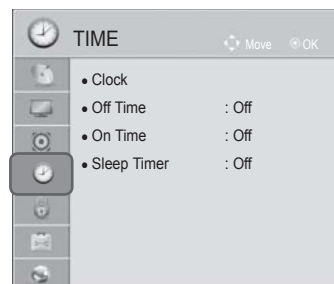 TIME Move OK
• Clock
• Off Time : Off
• On Time : Off
• Sleep Timer : Off